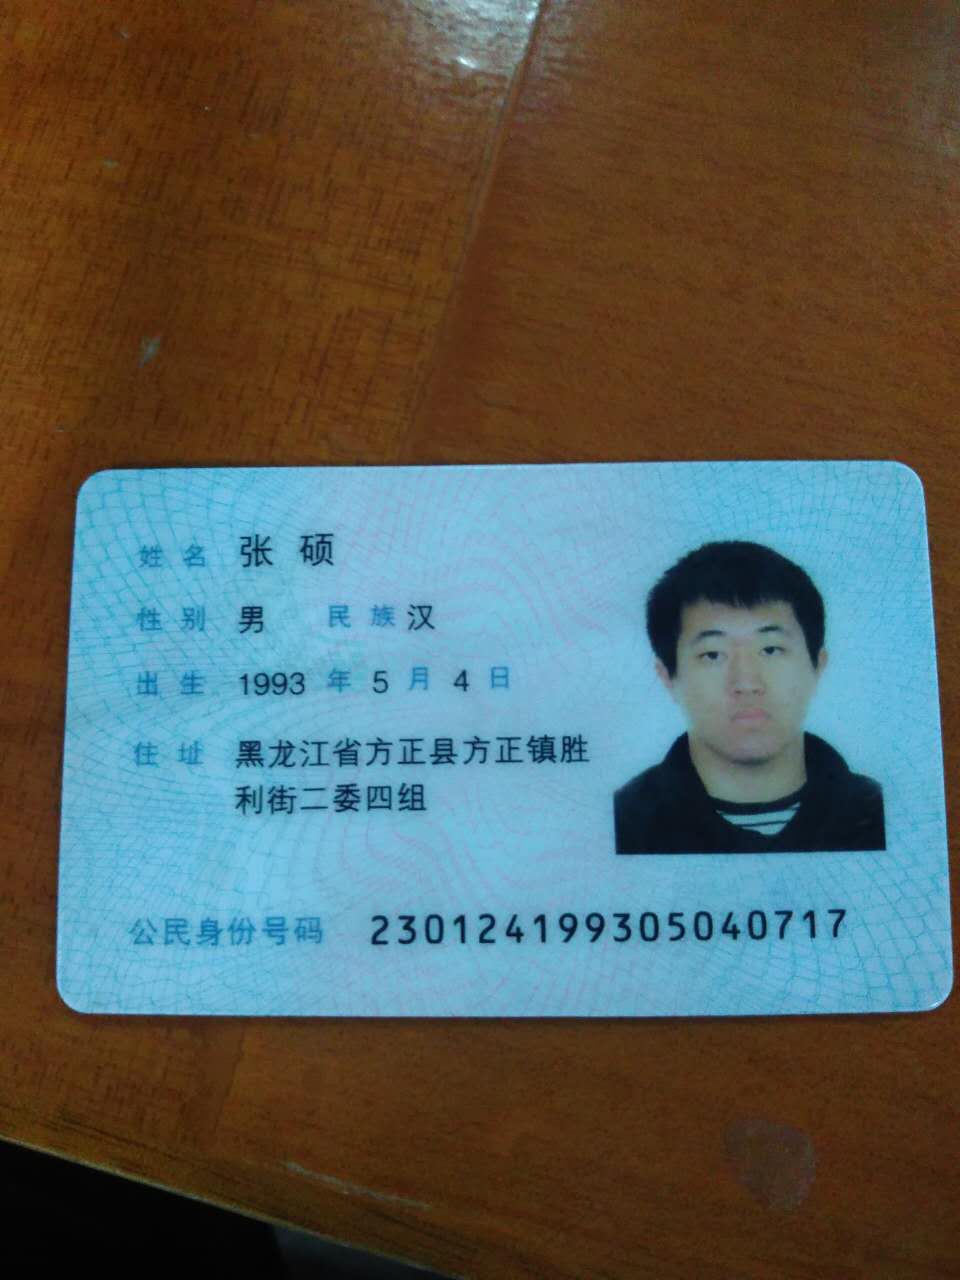 姓名 张硕
性别 男 民族 汉
出生 1993 年 5 月 4 日
住址 黑龙江省方正县方正镇胜
利街二委四组
公民身份号码 230124199305040717